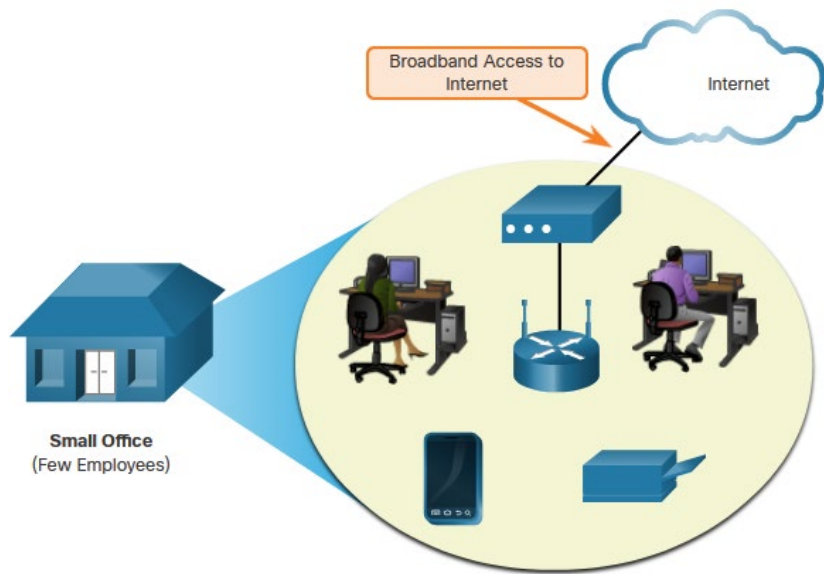 Broadband Access to
Internet
Internet
Small Office
(Few Employees)